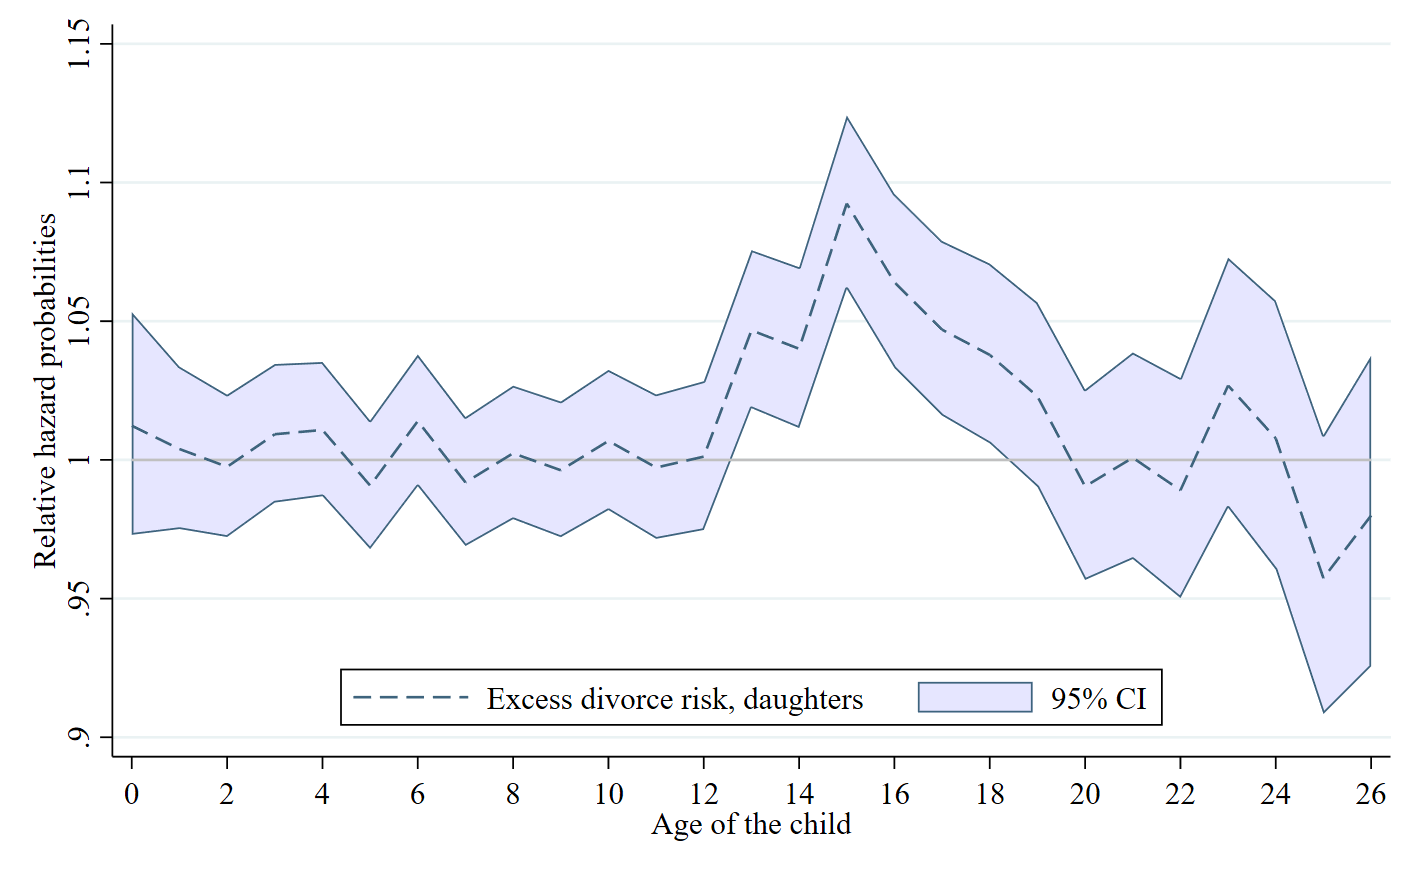 Relative hazard probabilities
1.15
1.1
1.05
1
.95
.9
Excess divorce risk, daughters
95% CI
0 2 4 6 8 10 12 14 16 18 20 22 24 26
Age of the child